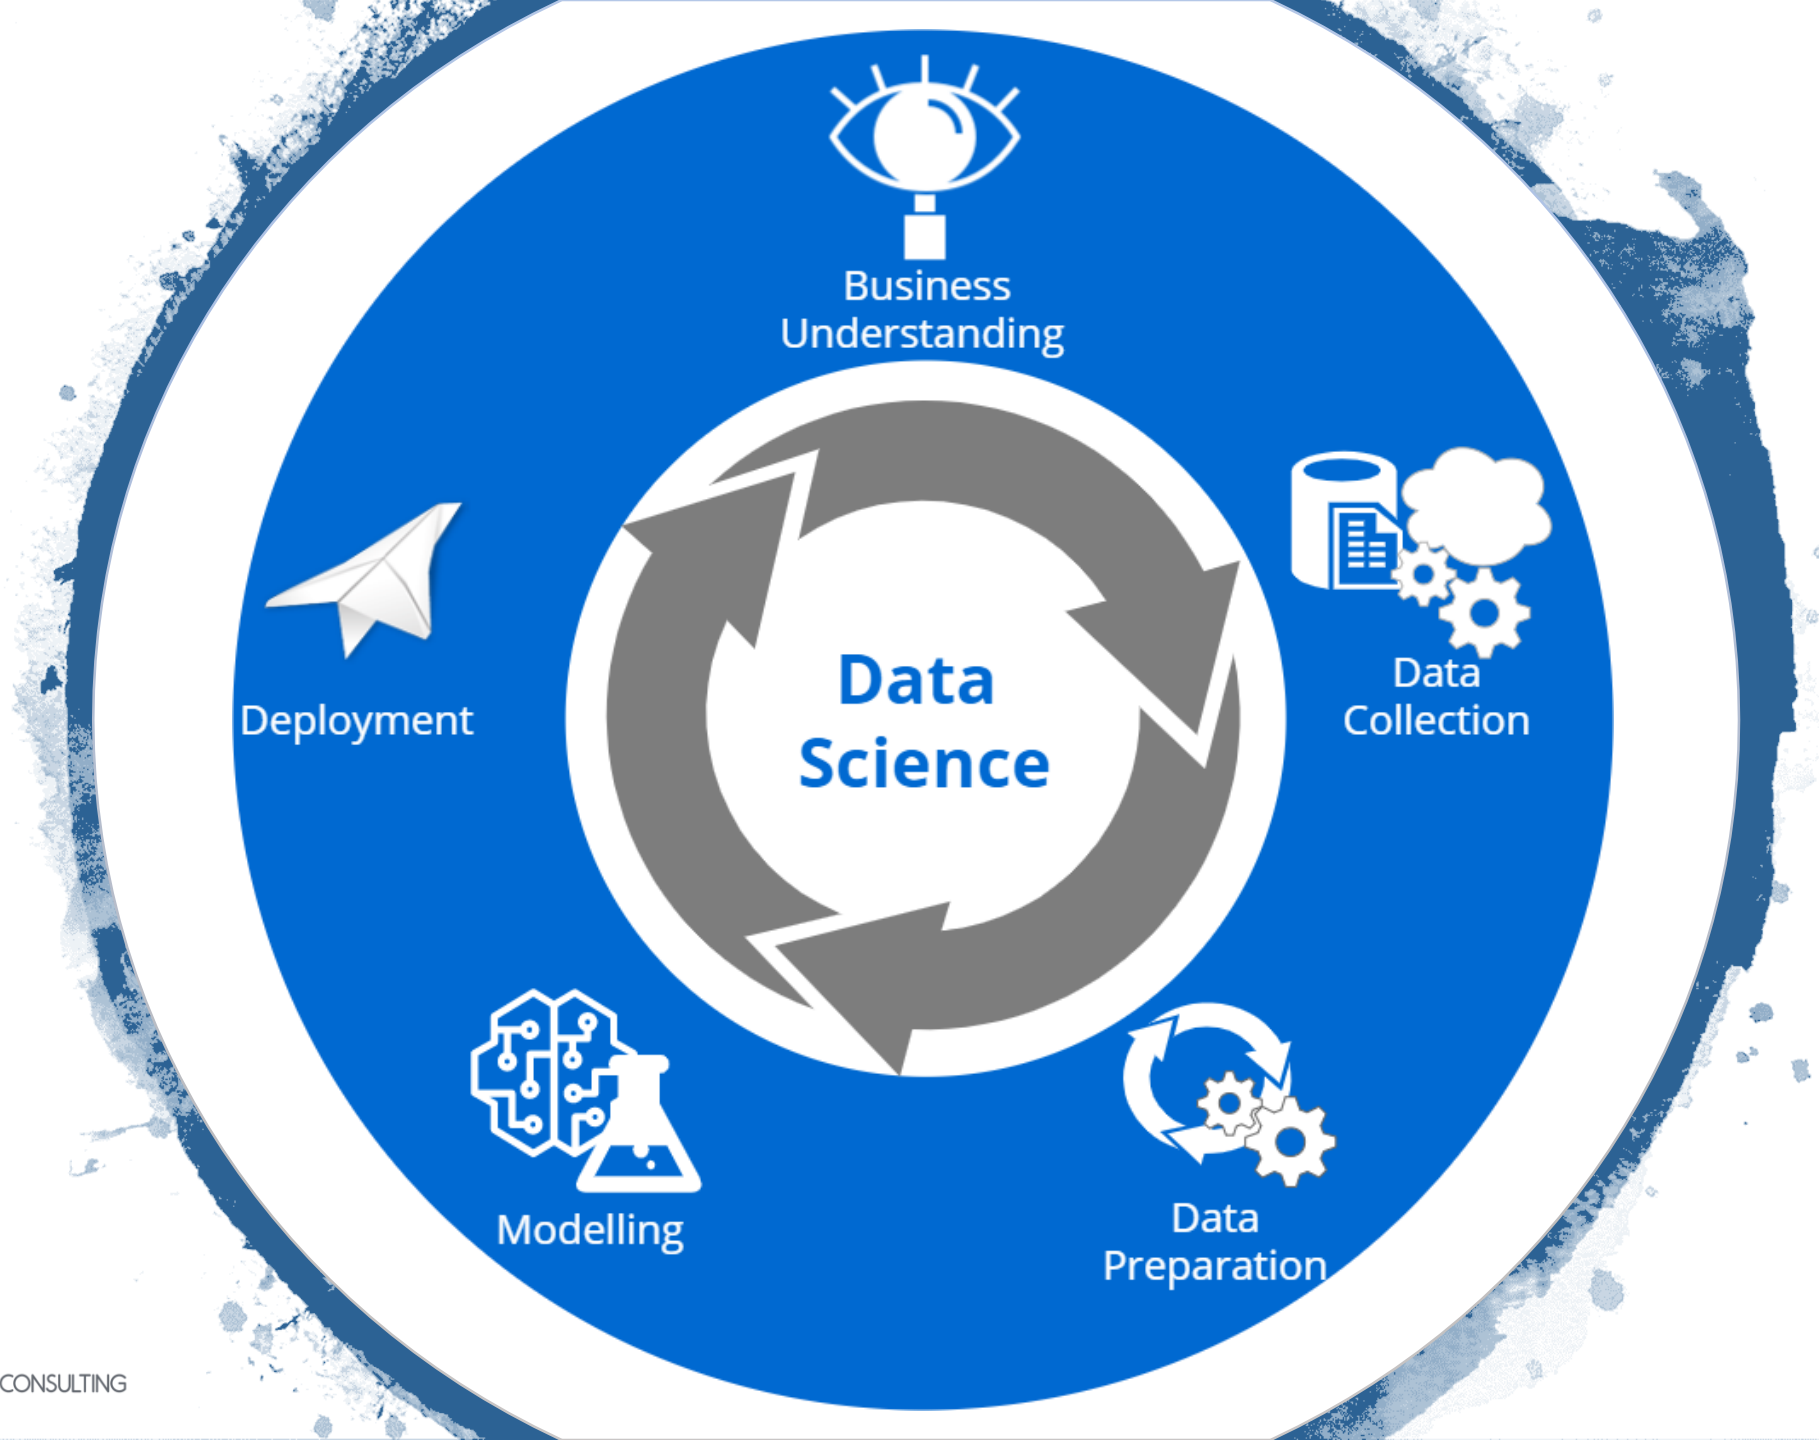 Business
Understanding
Data
Collection
Deployment
Data
Science
Modelling
Data
Preparation
CONSULTING